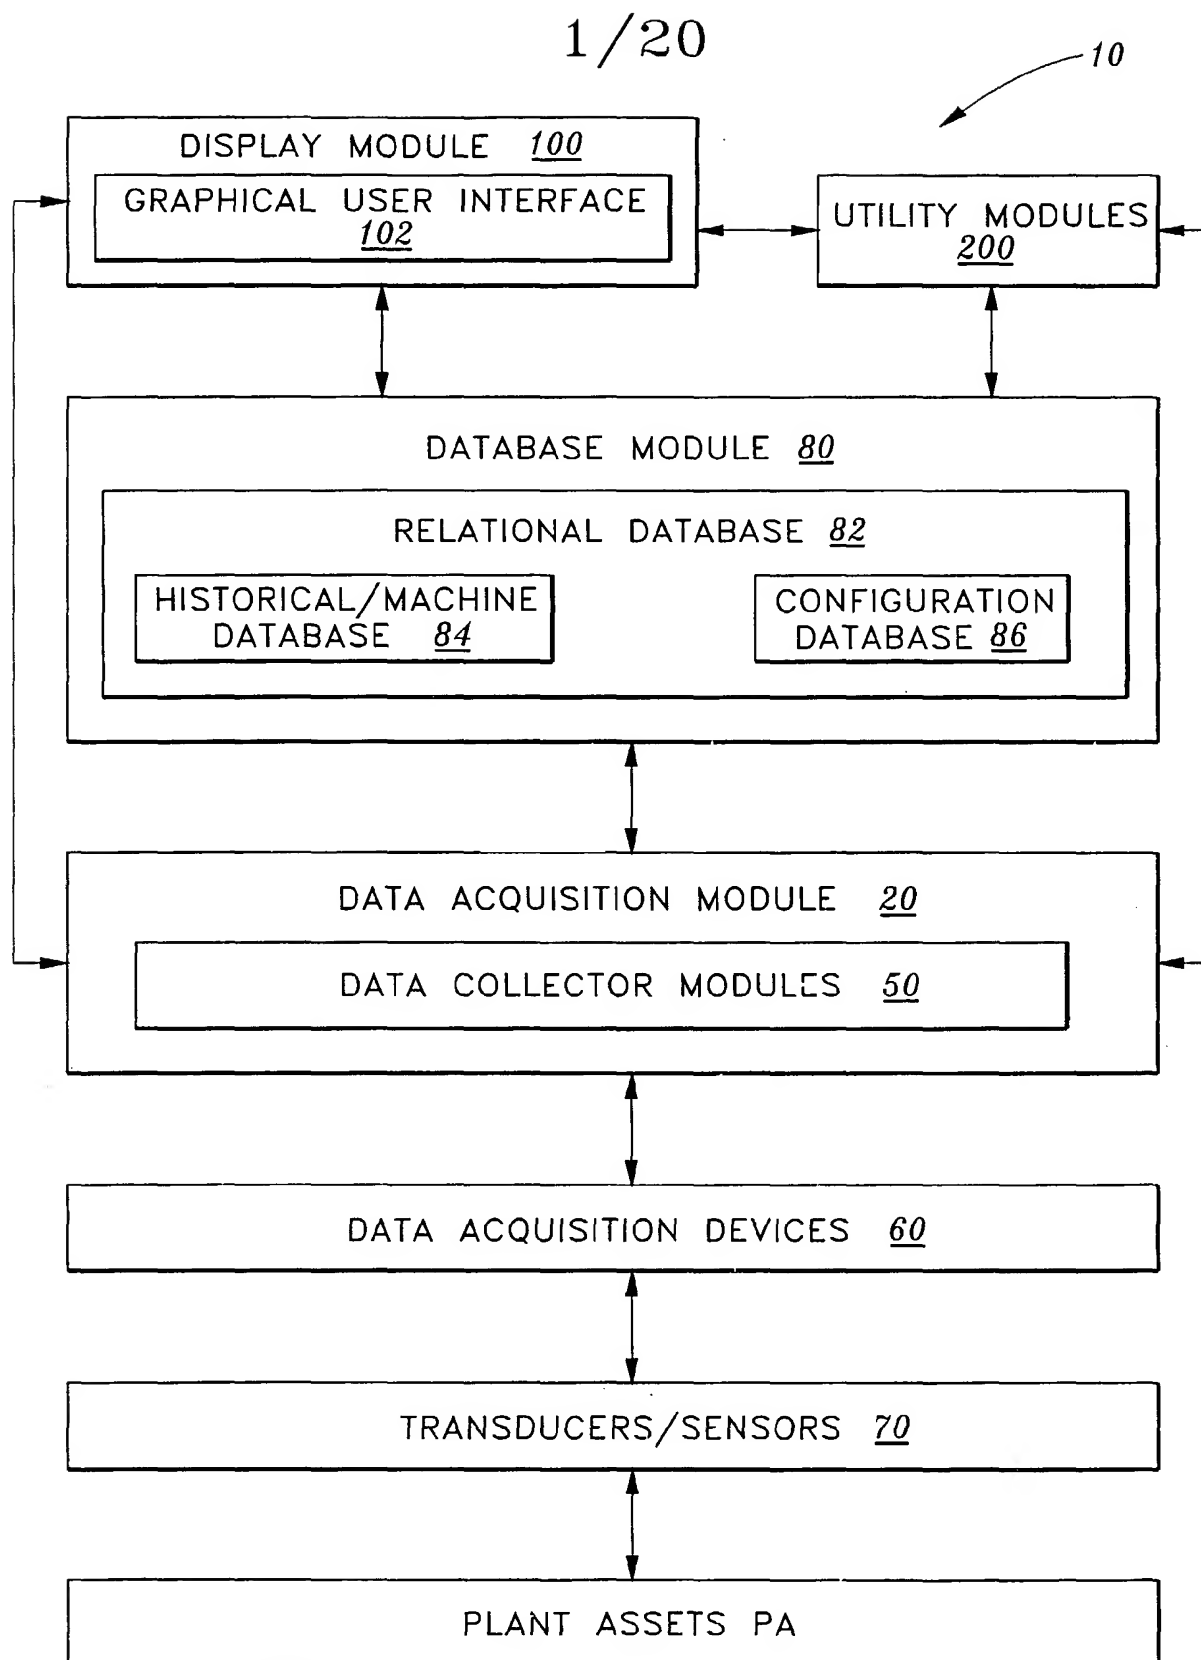 1/20
10
DISPLAY MODULE 100
GRAPHICAL USER INTERFACE
102
UTILITY MODULES
200
DATABASE MODULE 80
RELATIONAL DATABASE 82
HISTORICAL/MACHINE
DATABASE 84
CONFIGURATION
DATABASE 86
DATA ACQUISITION MODULE 20
DATA COLLECTOR MODULES 50
DATA ACQUISITION DEVICES 60
TRANSDUCERS/SENSORS 70
PLANT ASSETS PA